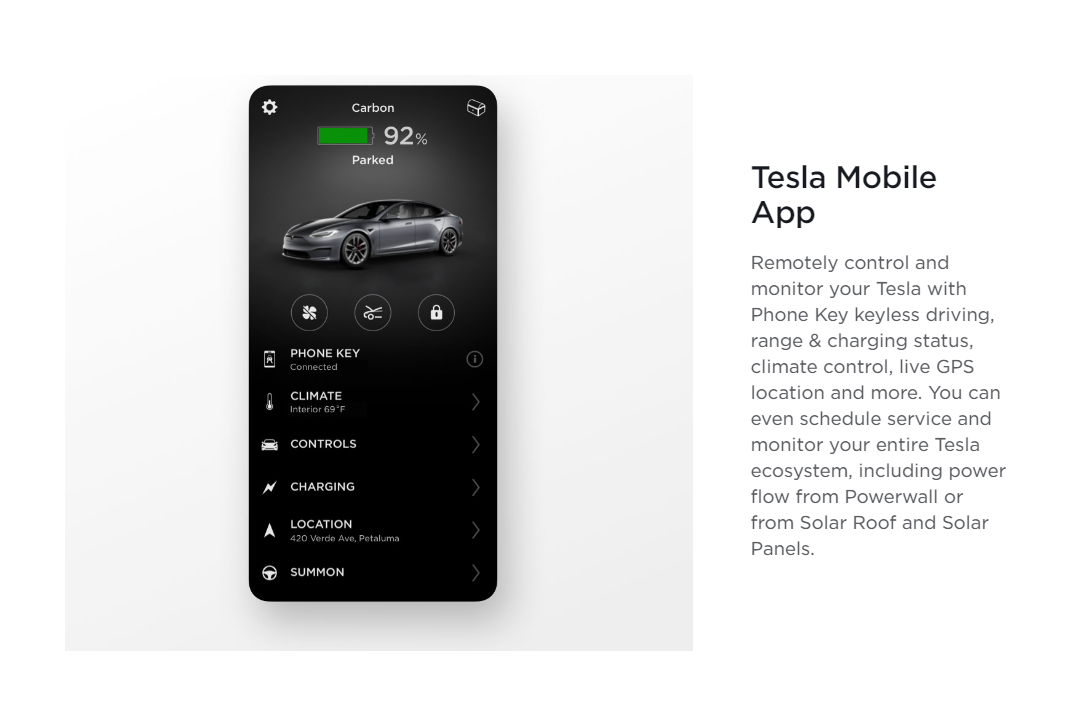 Carbon
92%
Parked
PHONE KEY
Connected
CLIMATE
Interior 69°F
CONTROLS
CHARGING
LOCATION
420 Verde Ave, Petaluma
SUMMON
Tesla Mobile
App
Remotely control and
monitor your Tesla with
Phone Key keyless driving,
range & charging status,
climate control, live GPS
location and more. You can
even schedule service and
monitor your entire Tesla
ecosystem, including power
flow from Powerwall or
from Solar Roof and Solar
Panels.